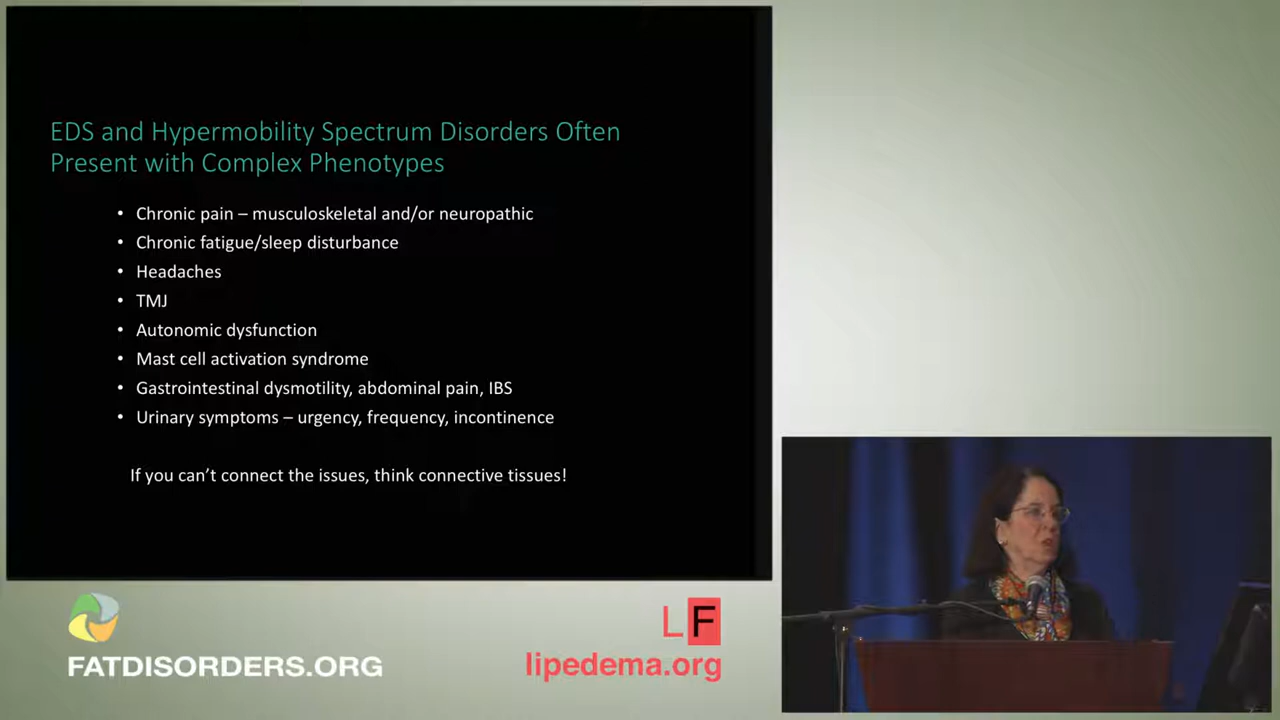 EDS and Hypermobility Spectrum Disorders Often
Present with Complex Phenotypes
• Chronic pain – musculoskeletal and/or neuropathic
• Chronic fatigue/sleep disturbance
• Headaches
• TMJ
• Autonomic dysfunction
• Mast cell activation syndrome
• Gastrointestinal dysmotility, abdominal pain, IBS
• Urinary symptoms – urgency, frequency, incontinence
If you can’t connect the issues, think connective tissues!
FATDISORDERS.ORG
LF
lipedema.org